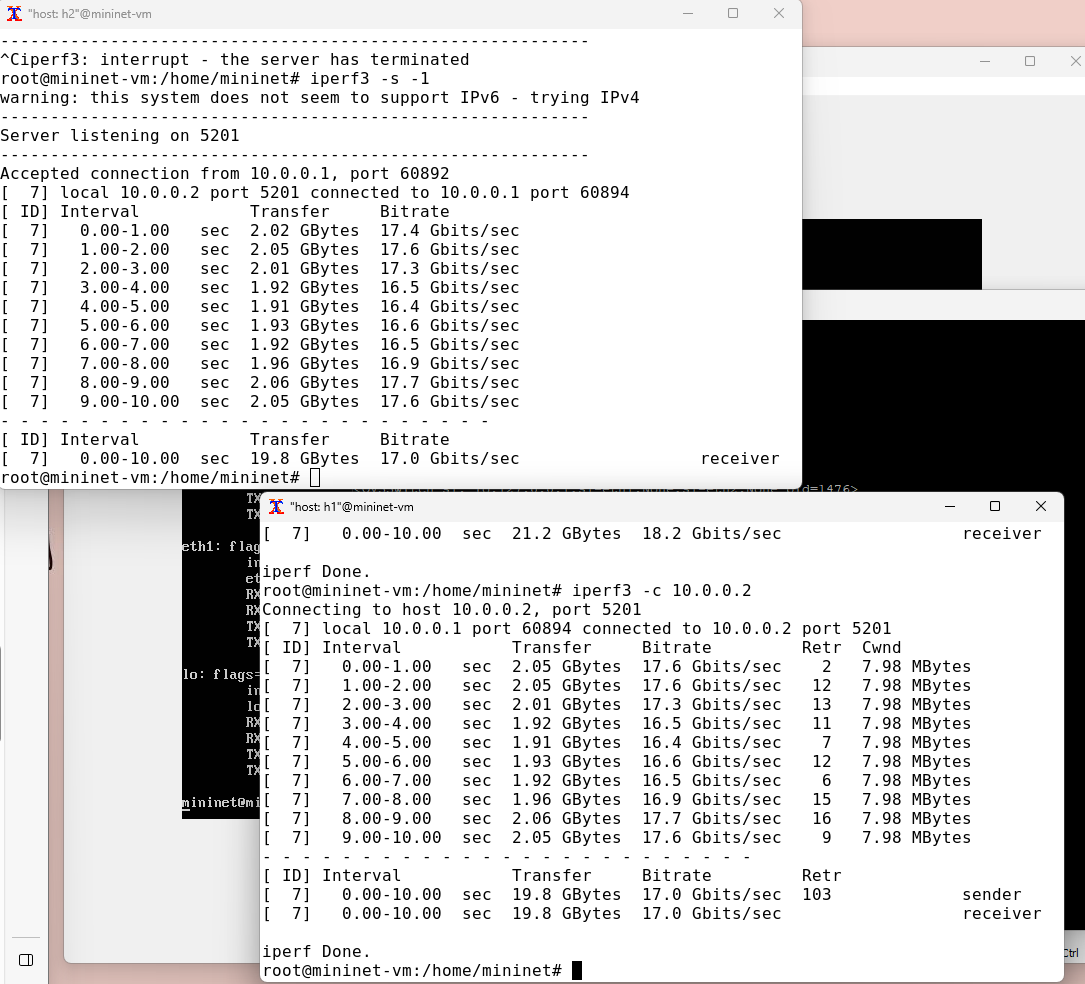 "host: h2"@mininet-vm
------------------------------------------------------------
^Ciperf3: interrupt - the server has terminated
root@mininet-vm:/home/mininet# iperf3 -s -1
warning: this system does not seem to support IPv6 - trying IPv4
------------------------------------------------------------
Server listening on 5201
------------------------------------------------------------
Accepted connection from 10.0.0.1, port 60892
[  7] local 10.0.0.2 port 5201 connected to 10.0.0.1 port 60894
[ ID] Interval           Transfer     Bitrate
[  7]   0.00-1.00   sec  2.02 GBytes  17.4 Gbits/sec
[  7]   1.00-2.00   sec  2.05 GBytes  17.6 Gbits/sec
[  7]   2.00-3.00   sec  2.01 GBytes  17.3 Gbits/sec
[  7]   3.00-4.00   sec  1.92 GBytes  16.5 Gbits/sec
[  7]   4.00-5.00   sec  1.91 GBytes  16.4 Gbits/sec
[  7]   5.00-6.00   sec  1.93 GBytes  16.6 Gbits/sec
[  7]   6.00-7.00   sec  1.92 GBytes  16.5 Gbits/sec
[  7]   7.00-8.00   sec  1.96 GBytes  16.9 Gbits/sec
[  7]   8.00-9.00   sec  2.06 GBytes  17.7 Gbits/sec
[  7]   9.00-10.00  sec  2.05 GBytes  17.6 Gbits/sec
- - - - - - - - - - - - - - - - - - - - - - - - -
[ ID] Interval           Transfer     Bitrate
[  7]   0.00-10.00  sec  19.8 GBytes  17.0 Gbits/sec                  receiver
root@mininet-vm:/home/mininet#
=1476>
TX
TX
eth1: flag
in
et
RX
RX
TX
TX
lo: flags=
in
lo
RX
RX
TX
TX
mininet@mi
"host: h1"@mininet-vm
[  7]   0.00-10.00  sec  21.2 GBytes  18.2 Gbits/sec                  receiver
iperf Done.
root@mininet-vm:/home/mininet# iperf3 -c 10.0.0.2
Connecting to host 10.0.0.2, port 5201
[  7] local 10.0.0.1 port 60894 connected to 10.0.0.2 port 5201
[ ID] Interval           Transfer     Bitrate         Retr  Cwnd
[  7]   0.00-1.00   sec  2.05 GBytes  17.6 Gbits/sec    2   7.98 MBytes
[  7]   1.00-2.00   sec  2.05 GBytes  17.6 Gbits/sec   12   7.98 MBytes
[  7]   2.00-3.00   sec  2.01 GBytes  17.3 Gbits/sec   13   7.98 MBytes
[  7]   3.00-4.00   sec  1.92 GBytes  16.5 Gbits/sec   11   7.98 MBytes
[  7]   4.00-5.00   sec  1.91 GBytes  16.4 Gbits/sec    7   7.98 MBytes
[  7]   5.00-6.00   sec  1.93 GBytes  16.6 Gbits/sec   12   7.98 MBytes
[  7]   6.00-7.00   sec  1.92 GBytes  16.5 Gbits/sec    6   7.98 MBytes
[  7]   7.00-8.00   sec  1.96 GBytes  16.9 Gbits/sec   15   7.98 MBytes
[  7]   8.00-9.00   sec  2.06 GBytes  17.7 Gbits/sec   16   7.98 MBytes
[  7]   9.00-10.00  sec  2.05 GBytes  17.6 Gbits/sec    9   7.98 MBytes
- - - - - - - - - - - - - - - - - - - - - - - - -
[ ID] Interval           Transfer     Bitrate         Retr
[  7]   0.00-10.00  sec  19.8 GBytes  17.0 Gbits/sec  103             sender
[  7]   0.00-10.00  sec  19.8 GBytes  17.0 Gbits/sec                  receiver
iperf Done.
root@mininet-vm:/home/mininet#
Ctrl